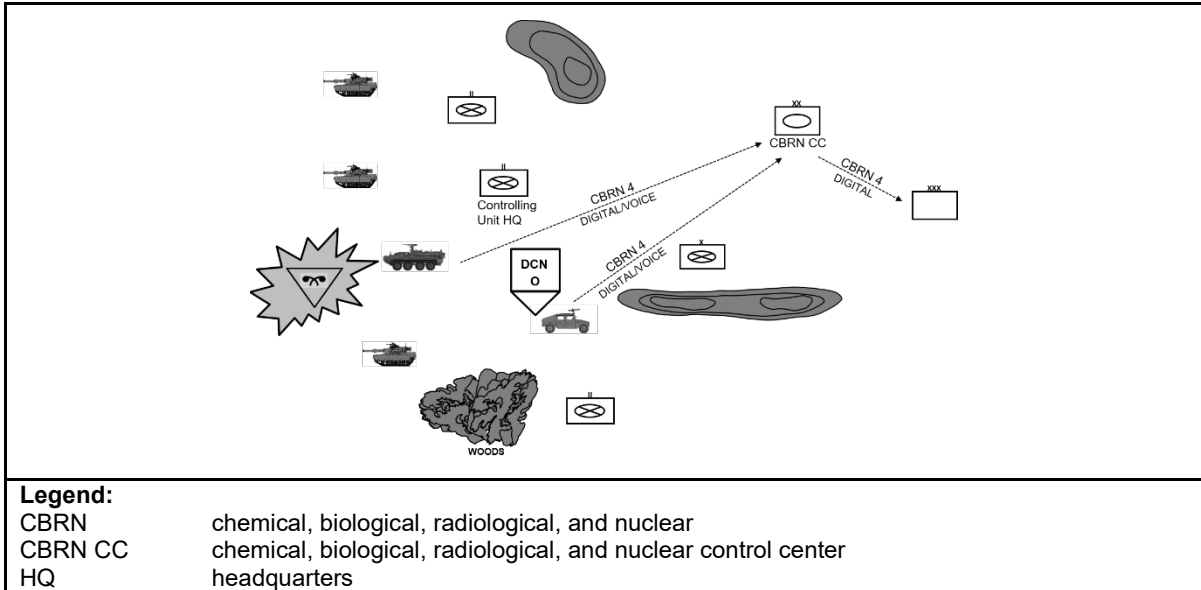 II
XX
CBRN CC
II
Controlling
Unit HQ
CBRN 4
DIGITAL/VOICE
CBRN 4
DIGITAL
XXX
DCN
O
CBRN 4
DIGITAL/VOICE
X
II
WOODS
Legend:
CBRN chemical, biological, radiological, and nuclear
CBRN CC chemical, biological, radiological, and nuclear control center
HQ headquarters